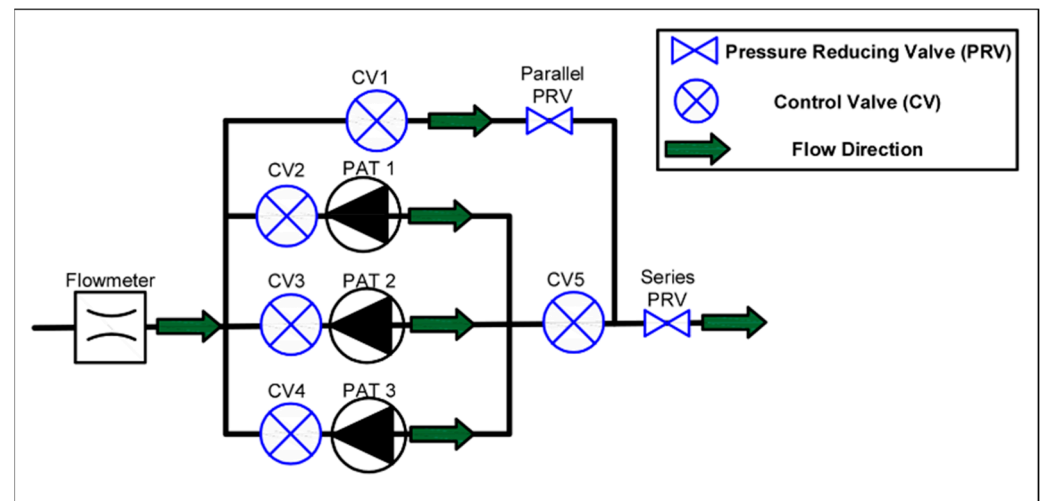 CV1
Parallel
PRV
Pressure Reducing Valve (PRV)
Control Valve (CV)
Flow Direction
CV2
PAT 1
Flowmeter
CV3
PAT 2
CV5
Series
PRV
CV4
PAT 3